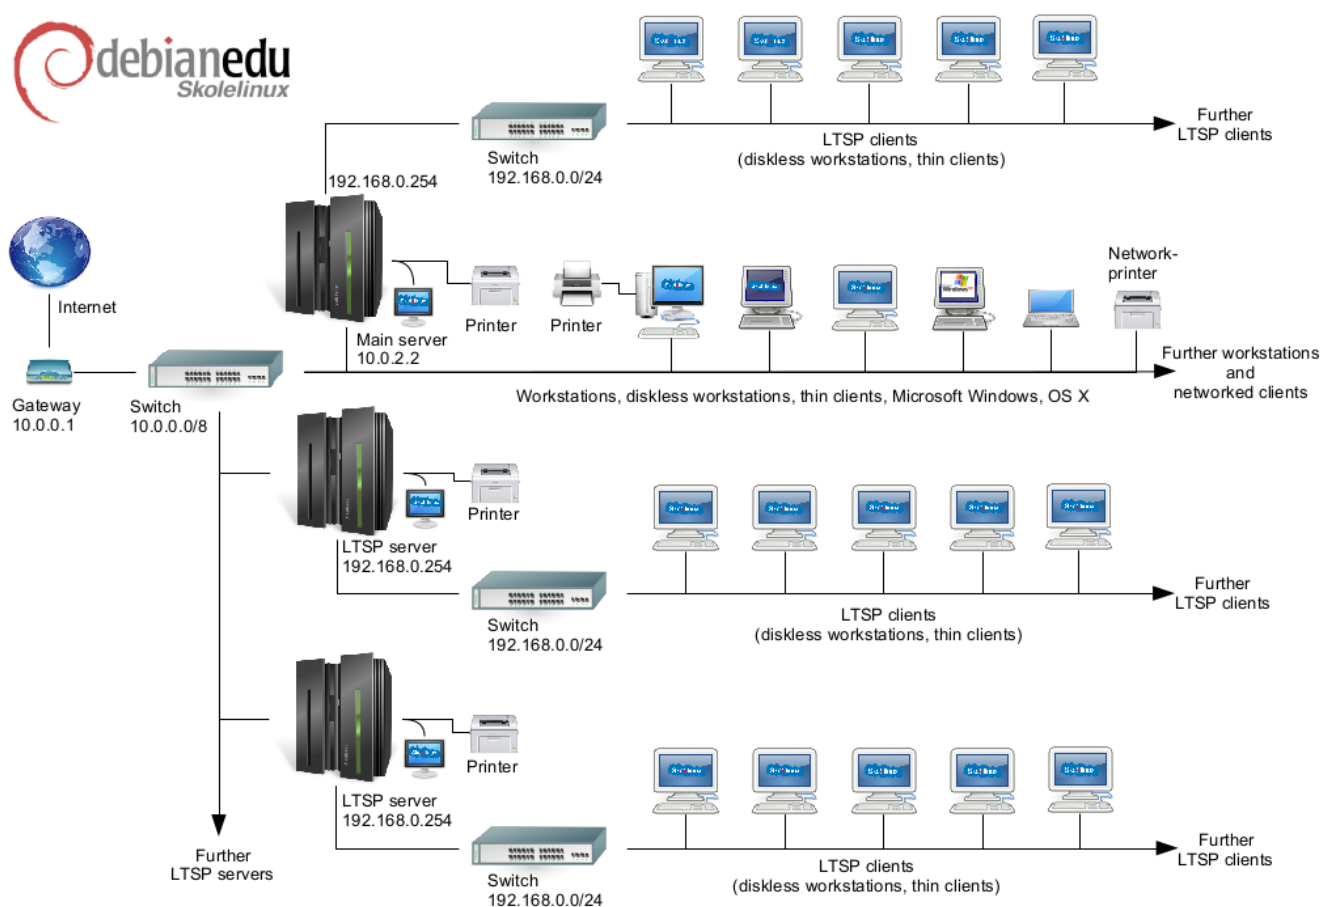 debianedu
Skolelinux
Further
LTSP clients
LTSP clients
(diskless workstations, thin clients)
Switch
192.168.0.0/24
192.168.0.254
Internet
Printer
Printer
Network-
printer
Main server
10.0.2.2
Gateway
10.0.0.1
Switch
10.0.0.0/8
Windows
Further workstations
and
networked clients
Workstations, diskless workstations, thin clients, Microsoft Windows, OS X
Printer
LTSP server
192.168.0.254
Switch
192.168.0.0/24
LTSP clients
(diskless workstations, thin clients)
Further
LTSP clients
Printer
LTSP server
192.168.0.254
Further
LTSP servers
Switch
192.168.0.0/24
LTSP clients
(diskless workstations, thin clients)
Further
LTSP clients